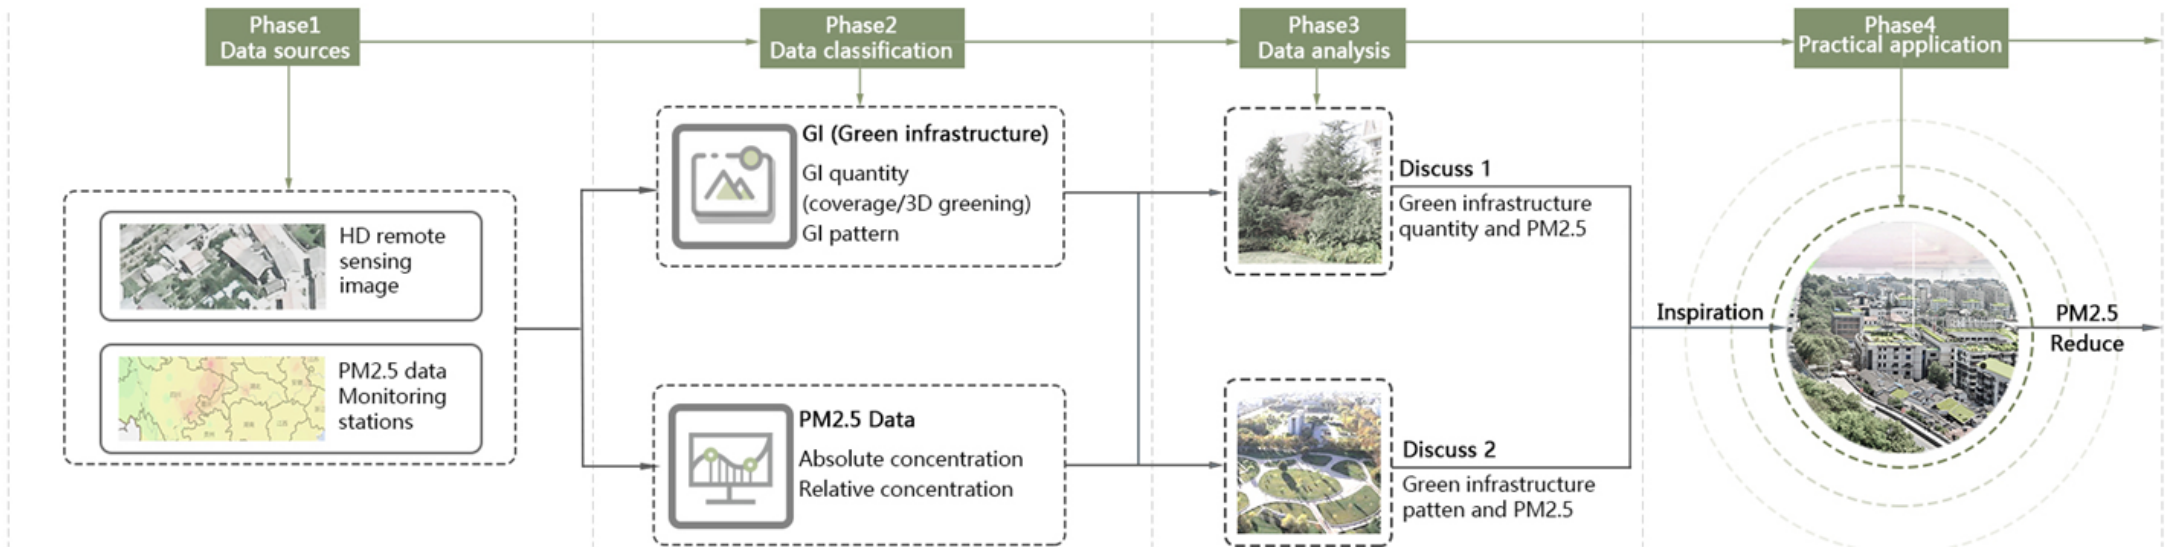 Phase1
Data sources
Phase2
Data classification
Phase3
Data analysis
Phase4
Practical application
HD remote
sensing
image
PM2.5 data
Monitoring
stations
GI (Green infrastructure)
GI quantity
(coverage/3D greening)
GI pattern
PM2.5 Data
Absolute concentration
Relative concentration
Discuss 1
Green infrastructure
quantity and PM2.5
Discuss 2
Green infrastructure
patten and PM2.5
Inspiration
PM2.5
Reduce